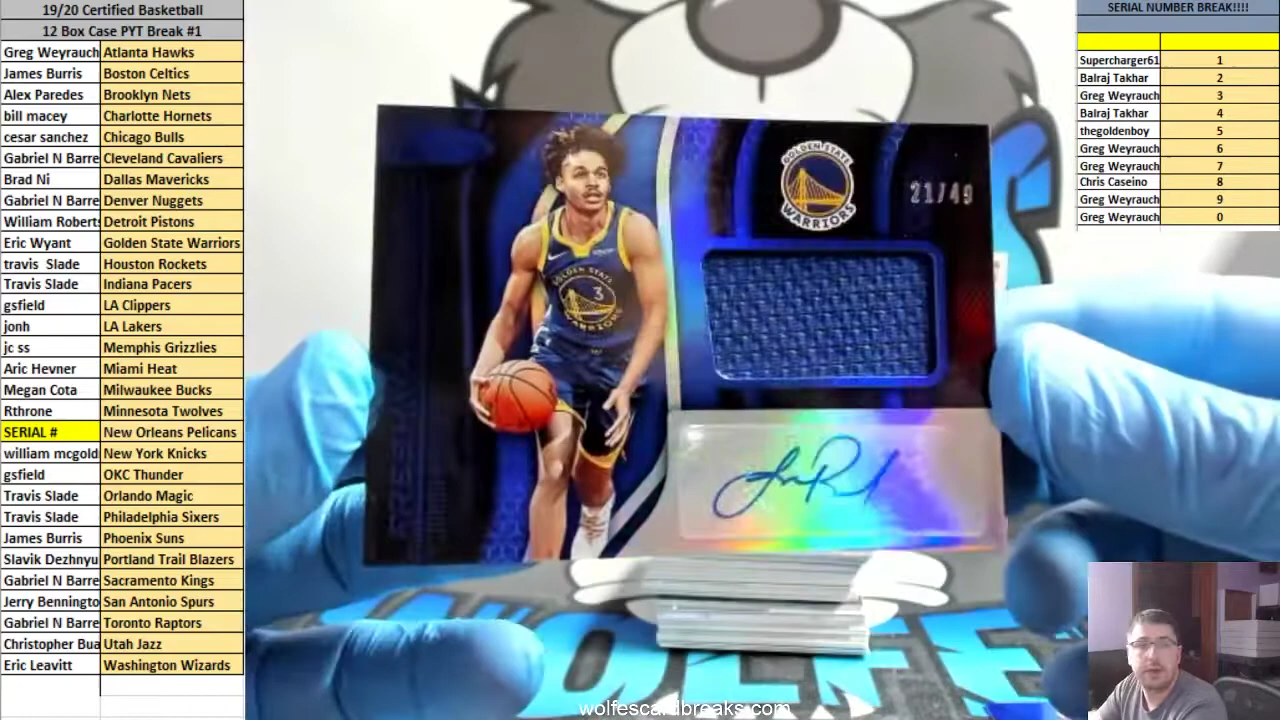 19/20 Certified Basketball
12 Box Case PYT Break #1
Greg Weyrauch Atlanta Hawks
James Burris Boston Celtics
Alex Paredes Brooklyn Nets
bill macey Charlotte Hornets
cesar sanchez Chicago Bulls
Gabriel N Barre Cleveland Cavaliers
Brad Ni Dallas Mavericks
Gabriel N Barre Denver Nuggets
William Roberts Detroit Pistons
Eric Wyant Golden State Warriors
travis Slade Houston Rockets
Travis Slade Indiana Pacers
gsfield LA Clippers
jonh LA Lakers
jc ss Memphis Grizzlies
Aric Hevner Miami Heat
Megan Cota Milwaukee Bucks
Rthrone Minnesota Twolves
SERIAL # New Orleans Pelicans
william mcgold New York Knicks
gsfield OKC Thunder
Travis Slade Orlando Magic
Travis Slade Philadelphia Sixers
James Burris Phoenix Suns
Slavik Dezhnyu Portland Trail Blazers
Gabriel N Barre Sacramento Kings
Jerry Benningto San Antonio Spurs
Gabriel N Barre Toronto Raptors
Christopher Bua Utah Jazz
Eric Leavitt Washington Wizards
GOLDEN STATE
WARRIORS
21/49
GOLDEN STATE
3
WARRIORS
WOLFE
wolfescardbreaks.com
SERIAL NUMBER BREAK!!!!
Supercharger61 1
Balraj Takhar 2
Greg Weyrauch 3
Balraj Takhar 4
thegoldenboy 5
Greg Weyrauch 6
Greg Weyrauch 7
Chris Caseino 8
Greg Weyrauch 9
Greg Weyrauch 0